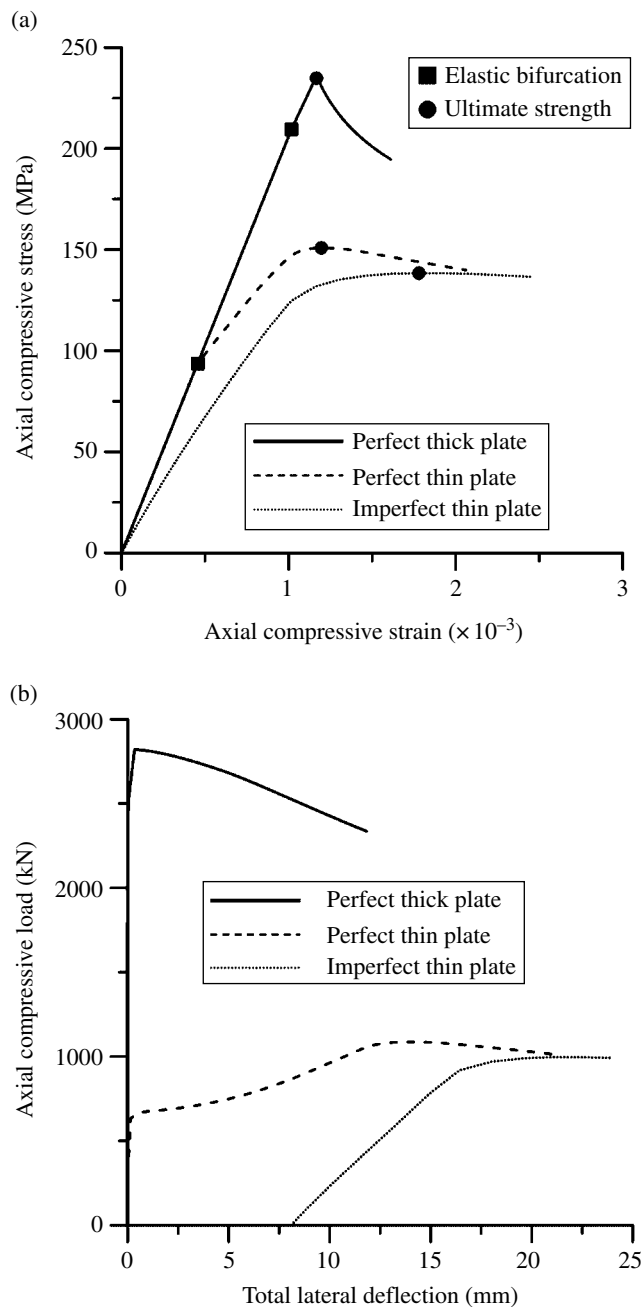 (a)
250
200
150
100
50
0
Axial compressive stress (MPa)
Elastic bifurcation
Ultimate strength
Perfect thick plate
Perfect thin plate
Imperfect thin plate
0 1 2 3
Axial compressive strain (×10⁻³)
(b)
3000
2000
1000
0
Axial compressive load (kN)
Perfect thick plate
Perfect thin plate
Imperfect thin plate
0 5 10 15 20 25
Total lateral deflection (mm)